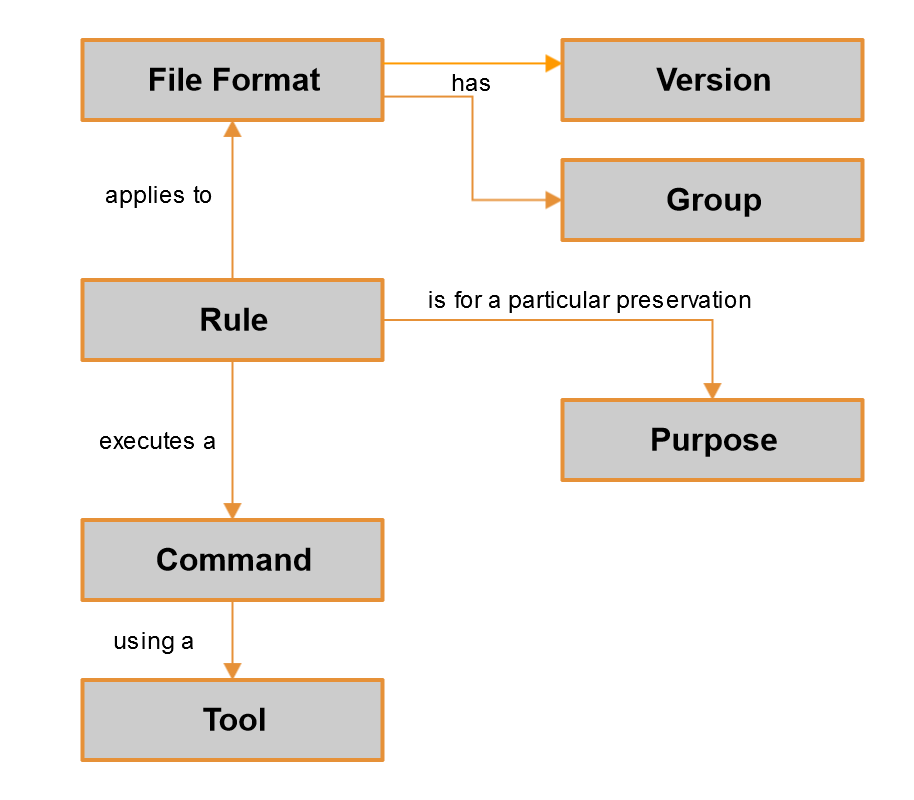 File Format
has
Version
Group
applies to
Rule
is for a particular preservation
Purpose
executes a
Command
using a
Tool